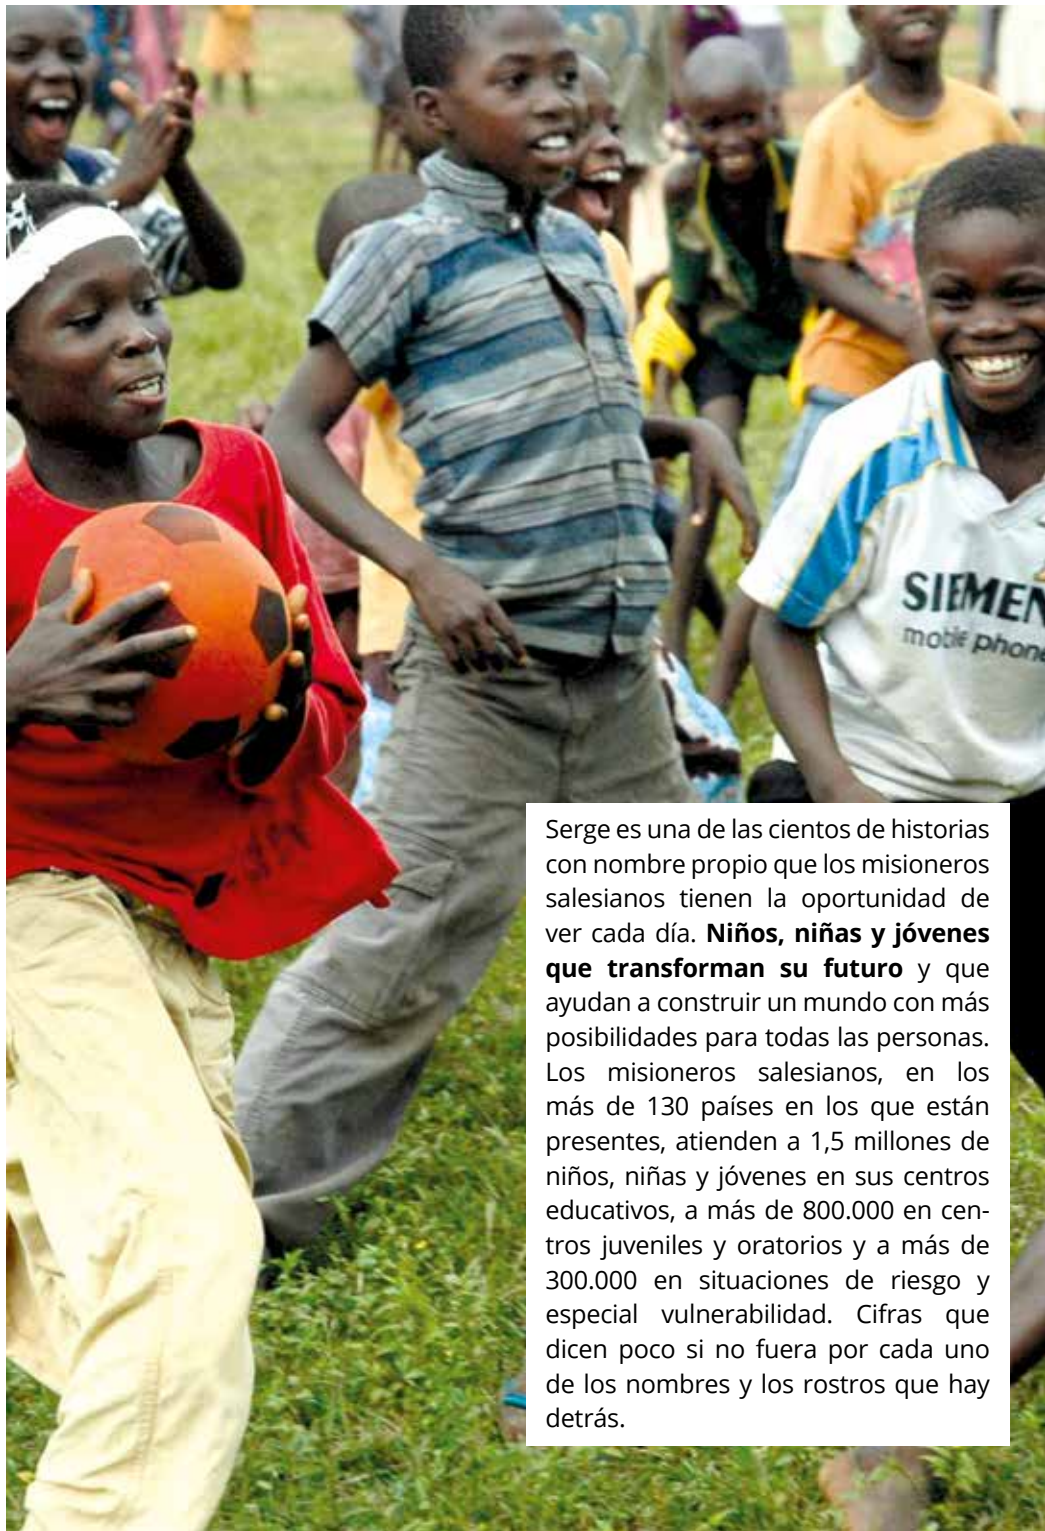 SIEMEN
mobile phone
Serge es una de las cientos de historias
con nombre propio que los misioneros
salesianos tienen la oportunidad de
ver cada día. Niños, niñas y jóvenes
que transforman su futuro y que
ayudan a construir un mundo con más
posibilidades para todas las personas.
Los misioneros salesianos, en los
más de 130 países en los que están
presentes, atienden a 1,5 millones de
niños, niñas y jóvenes en sus centros
educativos, a más de 800.000 en cen-
tros juveniles y oratorios y a más de
300.000 en situaciones de riesgo y
especial vulnerabilidad. Cifras que
dicen poco si no fuera por cada uno
de los nombres y los rostros que hay
detrás.